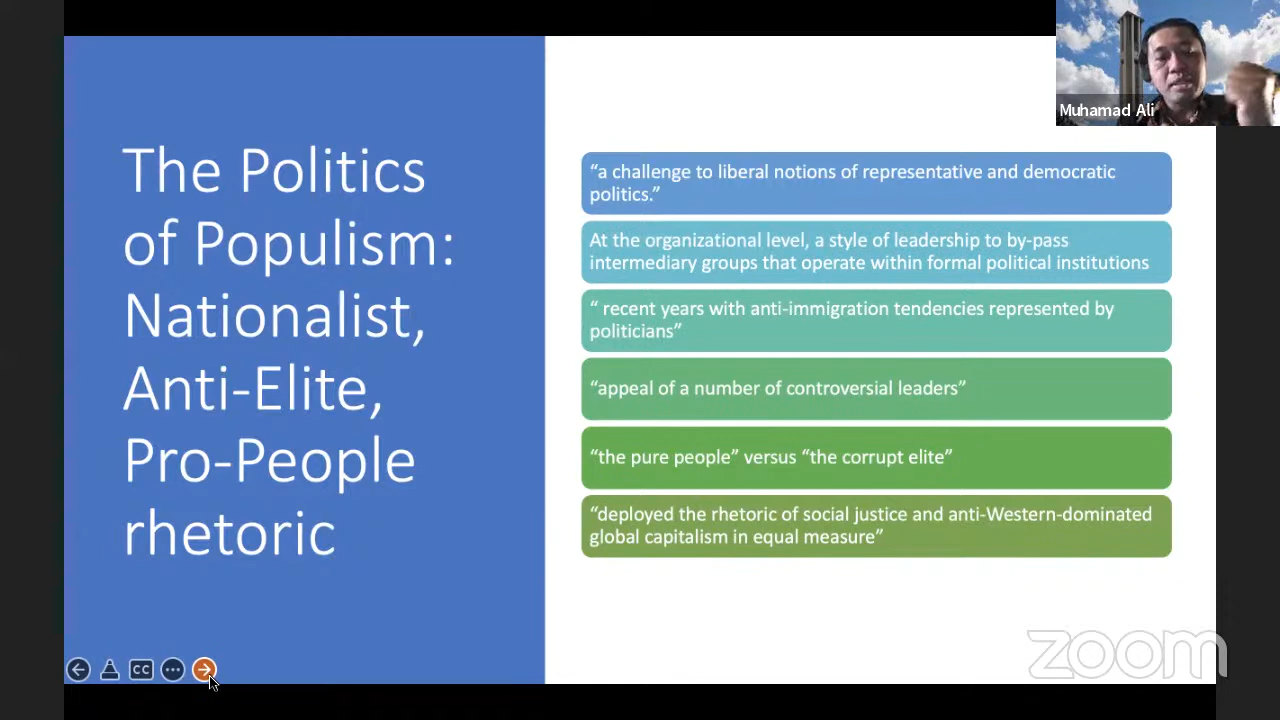 Muhamad Ali
The Politics
of Populism:
Nationalist,
Anti-Elite,
Pro-People
rhetoric
“a challenge to liberal notions of representative and democratic
politics.”
At the organizational level, a style of leadership to by-pass
intermediary groups that operate within formal political institutions
“ recent years with anti-immigration tendencies represented by
politicians”
“appeal of a number of controversial leaders”
“the pure people” versus “the corrupt elite”
“deployed the rhetoric of social justice and anti-Western-dominated
global capitalism in equal measure”
CC
zoom